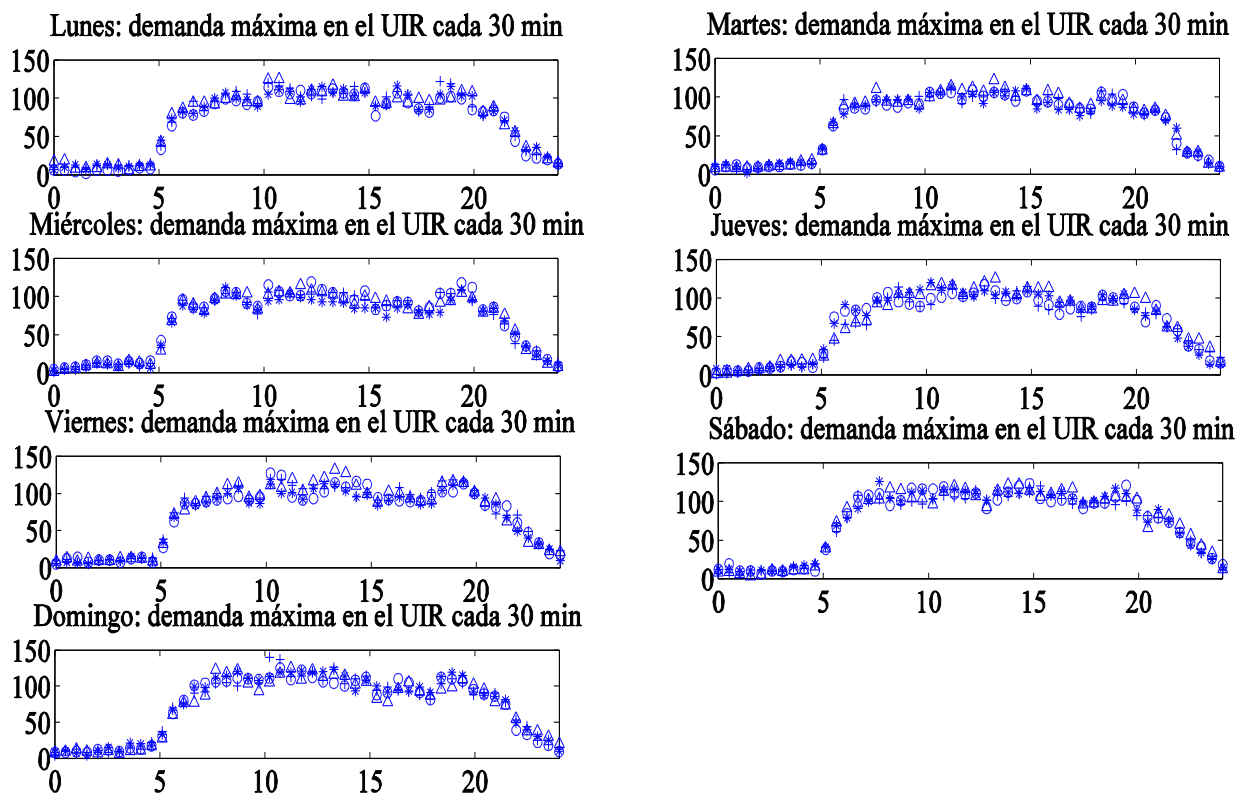 Lunes: demanda máxima en el UIR cada 30 min
150
100
50
0
0 5 10 15 20
Martes: demanda máxima en el UIR cada 30 min
150
100
50
0
0 5 10 15 20
Miércoles: demanda máxima en el UIR cada 30 min
150
100
50
0
0 5 10 15 20
Jueves: demanda máxima en el UIR cada 30 min
150
100
50
0
0 5 10 15 20
Viernes: demanda máxima en el UIR cada 30 min
150
100
50
0
0 5 10 15 20
Sábado: demanda máxima en el UIR cada 30 min
150
100
50
0
0 5 10 15 20
Domingo: demanda máxima en el UIR cada 30 min
150
100
50
0
0 5 10 15 20